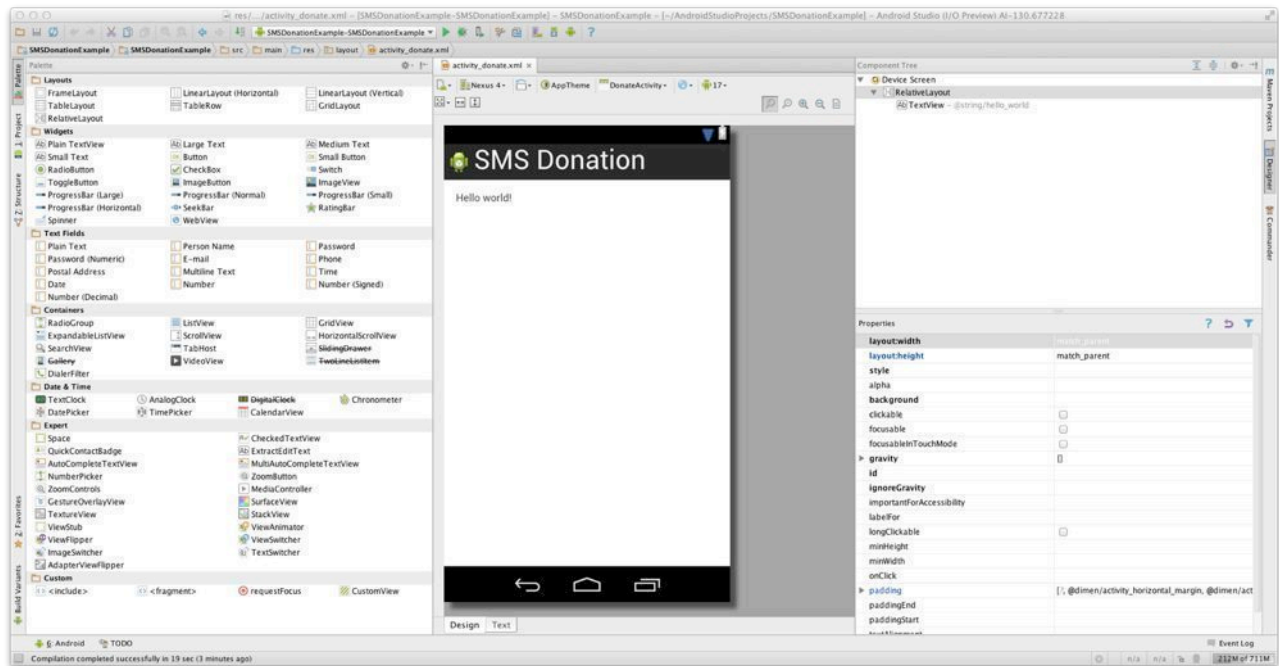 res/.../activity_donate.xml - [SMSDonationExample-SMSDonationExample] - SMSDonationExample - [~/AndroidStudioProjects/SMSDonationExample] - Android Studio (I/O Preview) AI-130.677228
SMSDonationExample-SMSDonationExample
SMSDonationExample SMSDonationExample src main res layout activity_donate.xml
Palette
activity_donate.xml
Component Tree
Palette
1: Project
Z: Structure
2: Favorites
Build Variants
Layouts
FrameLayout LinearLayout (Horizontal) LinearLayout (Vertical)
TableLayout TableRow GridLayout
RelativeLayout
Widgets
Plain TextView Large Text Medium Text
Small Text Button Small Button
RadioButton CheckBox Switch
ToggleButton ImageButton ImageView
ProgressBar (Large) ProgressBar (Normal) ProgressBar (Small)
ProgressBar (Horizontal) SeekBar RatingBar
Spinner WebView
Text Fields
Plain Text Person Name Password
Password (Numeric) E-mail Phone
Postal Address Multiline Text Time
Date Number Number (Signed)
Number (Decimal)
Containers
RadioGroup ListView GridView
ExpandableListView ScrollView HorizontalScrollView
SearchView TabHost SlidingDrawer
Gallery VideoView TwoLineListItem
DialerFilter
Date & Time
TextClock AnalogClock DigitalClock Chronometer
DatePicker TimePicker CalendarView
Expert
Space CheckedTextView
QuickContactBadge ExtractEditText
AutoCompleteTextView MultiAutoCompleteTextView
NumberPicker ZoomButton
ZoomControls MediaController
GestureOverlayView SurfaceView
TextureView StackView
ViewStub ViewAnimator
ViewFlipper ViewSwitcher
ImageSwitcher TextSwitcher
AdapterViewFlipper
Custom
<include> <fragment> requestFocus CustomView
Nexus 4 AppTheme DonateActivity 17
SMS Donation
Hello world!
Design Text
Device Screen
RelativeLayout
TextView - @string/hello_world
Maven Projects
Designer
Commander
Properties
layout:width match_parent
layout:height match_parent
style
alpha
background
clickable
focusable
focusableInTouchMode
gravity []
id
ignoreGravity
importantForAccessibility
labelFor
longClickable
minHeight
minWidth
onClick
padding [?, @dimen/activity_horizontal_margin, @dimen/act
paddingEnd
paddingStart
textAlignment
6: Android TODO Event Log
Compilation completed successfully in 19 sec (3 minutes ago) n/a n/a 212M of 711M